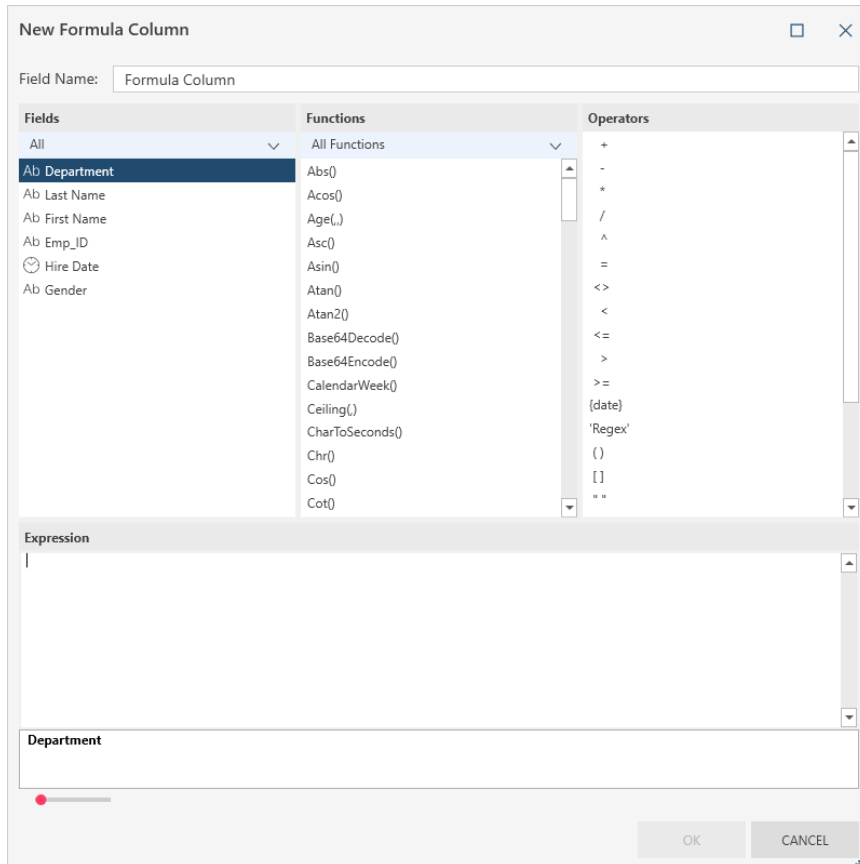 New Formula Column
Field Name: Formula Column
Fields
All
Ab Department
Ab Last Name
Ab First Name
Ab Emp_ID
Hire Date
Ab Gender
Functions
All Functions
Abs()
Acos()
Age(,,)
Asc()
Asin()
Atan()
Atan2()
Base64Decode()
Base64Encode()
CalendarWeek()
Ceiling(,)
CharToSeconds()
Chr()
Cos()
Cot()
Operators
+
-
*
/
^
=
<>
<
<=
>
>=
{date}
'Regex'
( )
[ ]
" "
Expression
Department
OK
CANCEL